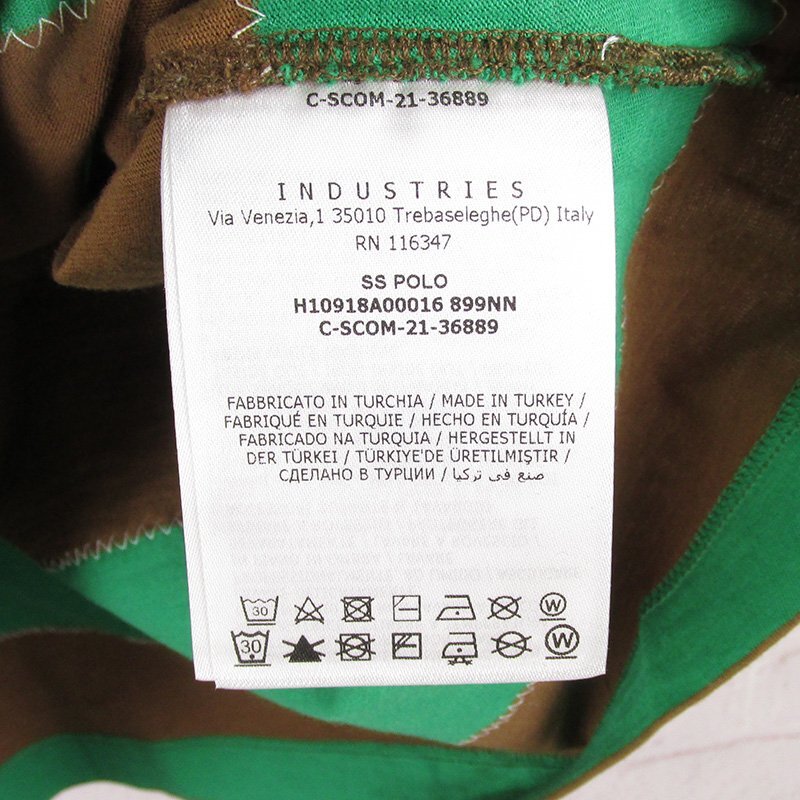 C-SCOM-21-36889
INDUSTRIES
Via Venezia,1 35010 Trebaseleghe(PD) Italy
RN 116347
SS POLO
H10918A00016 899NN
C-SCOM-21-36889
FABBRICATO IN TURCHIA / MADE IN TURKEY /
FABRIQUÉ EN TURQUIE / HECHO EN TURQUÍA /
FABRICADO NA TURQUIA / HERGESTELLT IN
DER TÜRKEI / TÜRKIYE'DE ÜRETILMIŞTIR /
СДЕЛАНО В ТУРЦИИ / صنع في تركيا
30 W
30 W